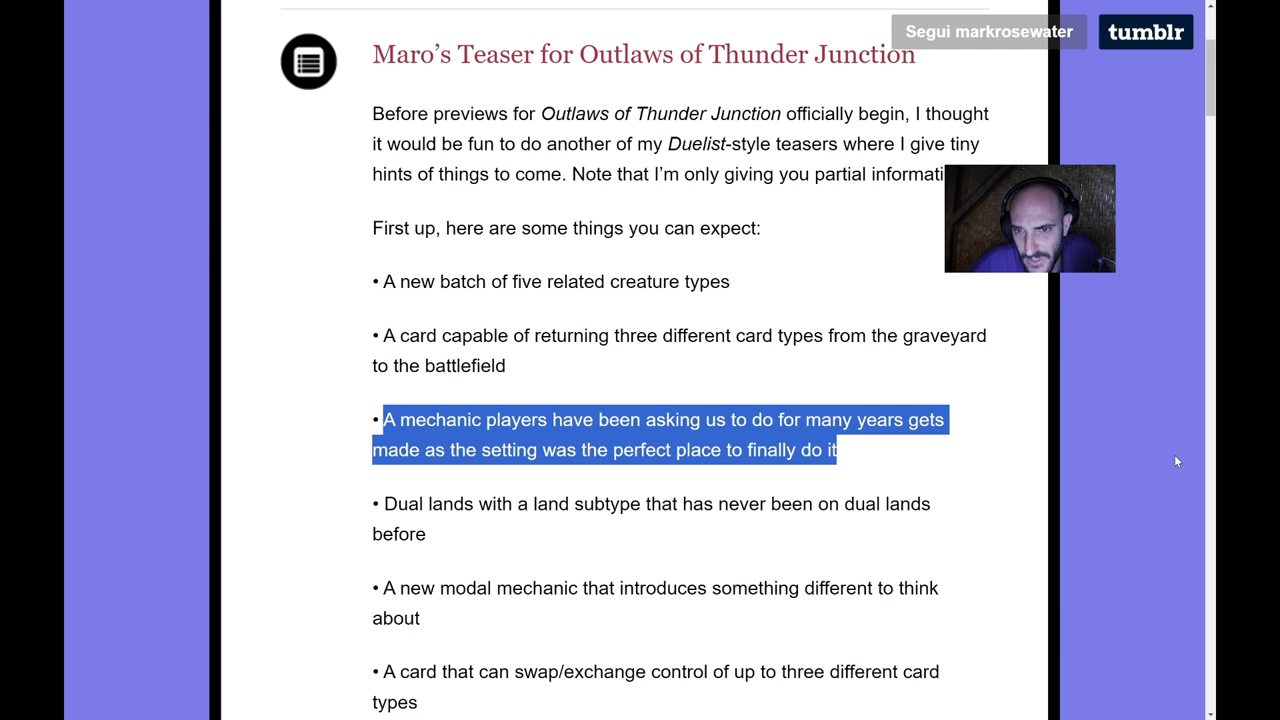 Segui markrosewater
tumblr
Maro’s Teaser for Outlaws of Thunder Junction
Before previews for Outlaws of Thunder Junction officially begin, I thought
it would be fun to do another of my Duelist-style teasers where I give tiny
hints of things to come. Note that I’m only giving you partial
First up, here are some things you can expect:
• A new batch of five related creature types
• A card capable of returning three different card types from the graveyard
to the battlefield
• A mechanic players have been asking us to do for many years gets
made as the setting was the perfect place to finally do it
• Dual lands with a land subtype that has never been on dual lands
before
• A new modal mechanic that introduces something different to think
about
• A card that can swap/exchange control of up to three different card
types